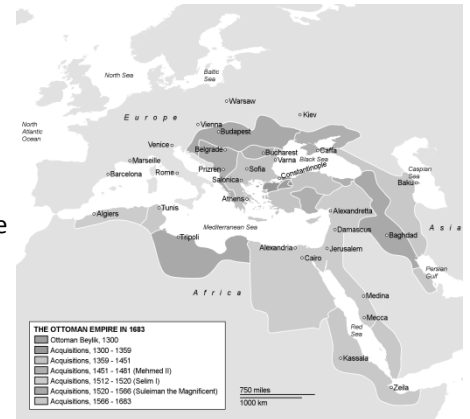 North Sea
Baltic
Sea
Warsaw
Kiev
Europe
Vienna
Budapest
North
Atlantic
Ocean
Venice
Belgrade
Bucharest
Caffa
Marseille
Varna
Black Sea
Caspian
Sea
Barcelona
Rome
Prizren
Sofia
Constantinople
Salonica
Baku
Athens
Algiers
Tunis
Alexandretta
Asia
Mediterranean Sea
Damascus
Tripoli
Baghdad
Alexandria
Jerusalem
Cairo
Persian
Gulf
Africa
Medina
Mecca
Red
Sea
Kassala
Zeila
THE OTTOMAN EMPIRE IN 1683
Ottoman Beylik, 1300
Acquisitions, 1300 - 1359
Acquisitions, 1359 - 1451
Acquisitions, 1451 - 1481 (Mehmed II)
Acquisitions, 1512 - 1520 (Selim I)
Acquisitions, 1520 - 1566 (Suleiman the Magnificent)
Acquisitions, 1566 - 1683
750 miles
1000 km
e